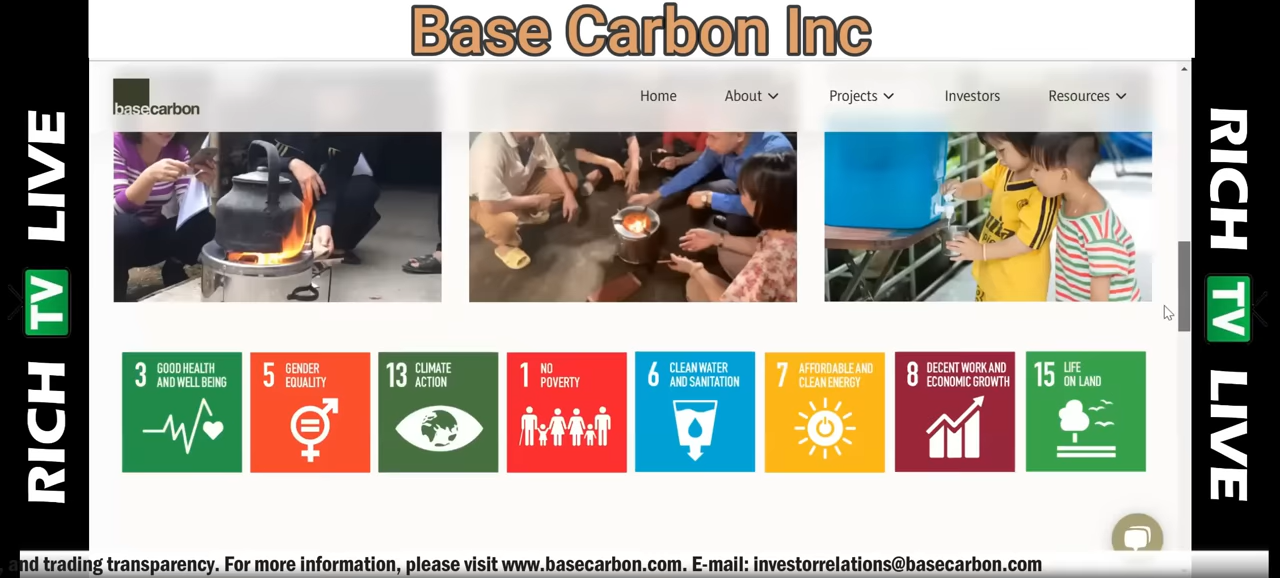 Base Carbon Inc
RICH TV LIVE
basecarbon
Home
About
Projects
Investors
Resources
3 GOOD HEALTH
AND WELL BEING
5 GENDER
EQUALITY
13 CLIMATE
ACTION
1 NO
POVERTY
6 CLEAN WATER
AND SANITATION
7 AFFORDABLE AND
CLEAN ENERGY
8 DECENT WORK AND
ECONOMIC GROWTH
15 LIFE
ON LAND
RICH TV LIVE
, and trading transparency. For more information, please visit www.basecarbon.com. E-mail: investorrelations@basecarbon.com